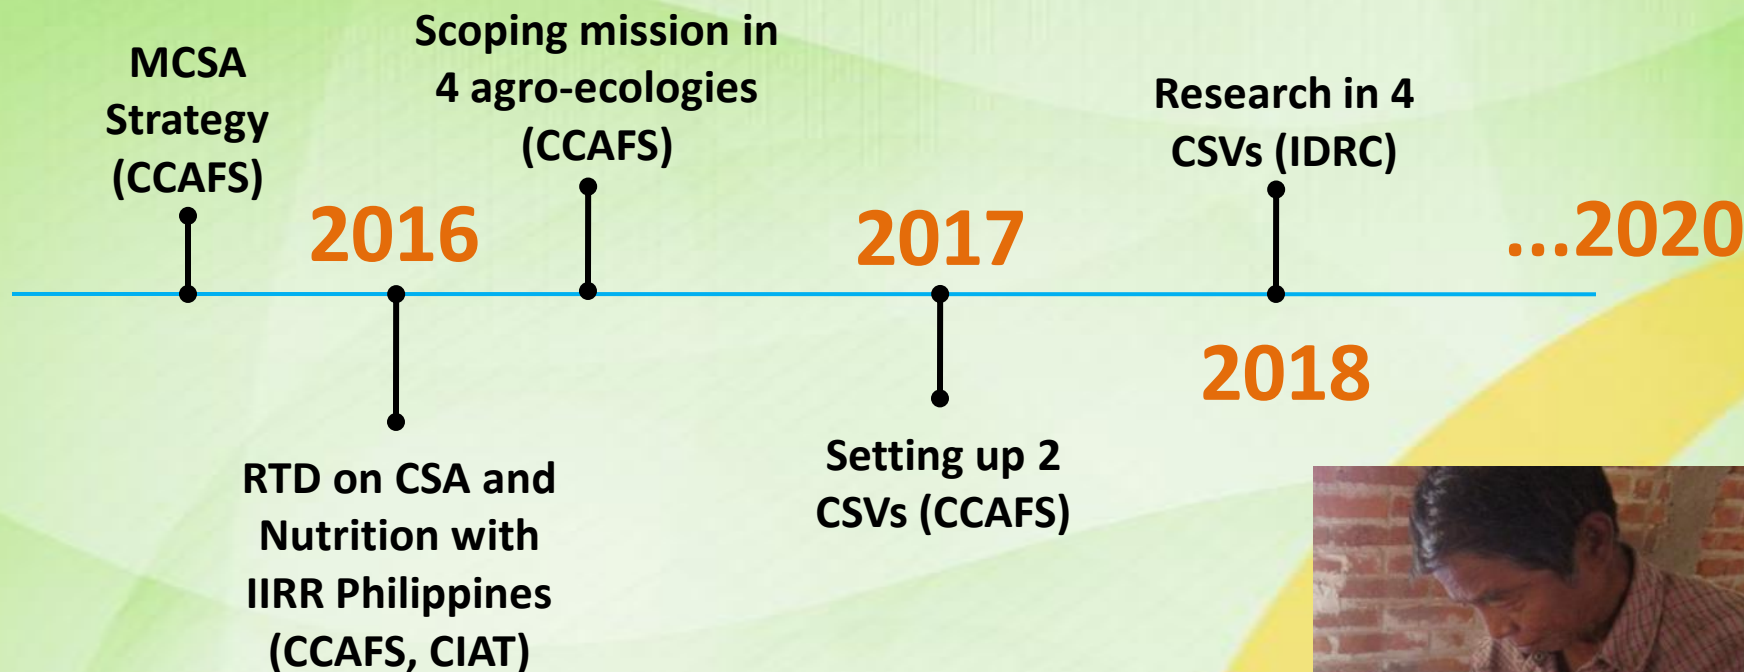 MCSA
Strategy
(CCAFS)
Scoping mission in
4 agro-ecologies
(CCAFS)
Research in 4
CSVs (IDRC)
2016
2017
...2020
2018
RTD on CSA and
Nutrition with
IIRR Philippines
(CCAFS, CIAT)
Setting up 2
CSVs (CCAFS)